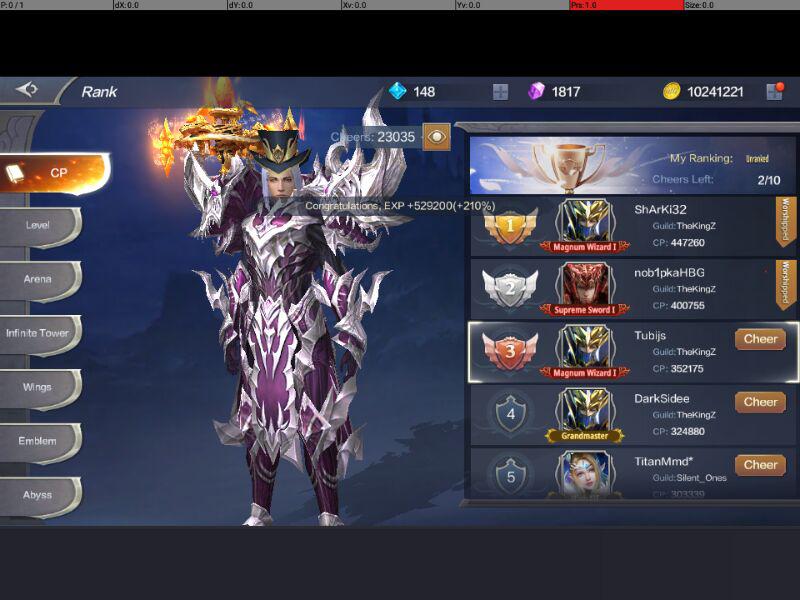 P: 0 / 1 dX: 0.0 dY: 0.0 Xv: 0.0 Yv: 0.0 Prs: 1.0 Size: 0.0
Rank 148 1817 10241221
Cheers: 23035
My Ranking: Unranked
Cheers Left: 2/10
Congratulations, EXP +529200(+210%)
CP
Level
Arena
Infinite Tower
Wings
Emblem
Abyss
1
Magnum Wizard I
ShArKi32
Guild:TheKingZ
CP: 447260
Worshipped
2
Supreme Sword I
nob1pkaHBG
Guild:TheKingZ
CP: 400755
Worshipped
3
Magnum Wizard I
Tubijs
Guild:TheKingZ
CP: 352175
Cheer
4
Grandmaster
DarkSidee
Guild:TheKingZ
CP: 324880
Cheer
5
TitanMmd*
Guild:Silent_Ones
CP: 303339
Cheer